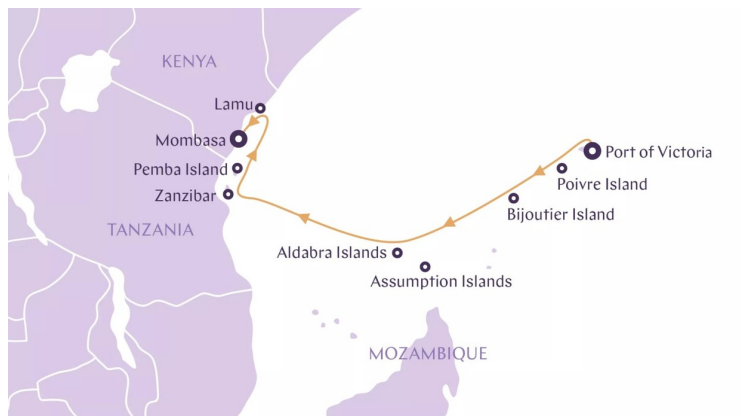 KENYA
Lamu
Mombasa
Port of Victoria
Pemba Island
Poivre Island
Zanzibar
Bijoutier Island
TANZANIA
Aldabra Islands
Assumption Islands
MOZAMBIQUE